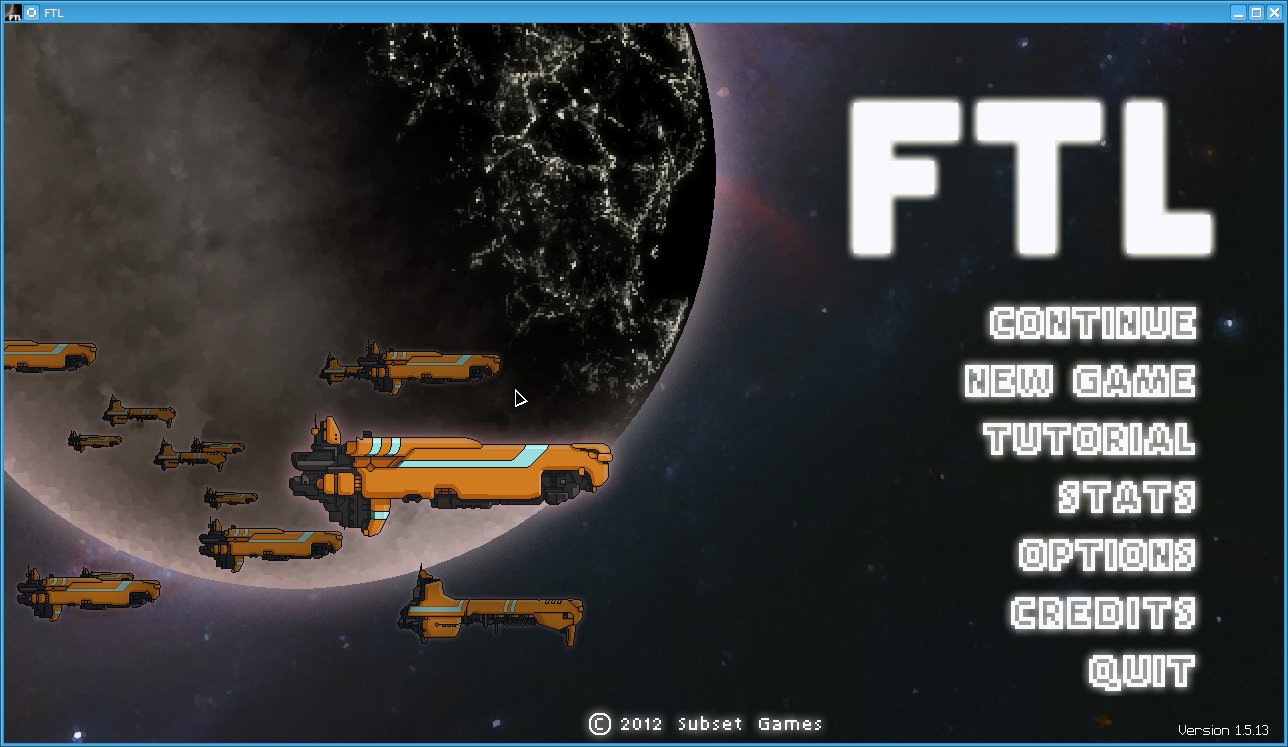 FTL
FTL
CONTINUE
NEW GAME
TUTORIAL
STATS
OPTIONS
CREDITS
QUIT
© 2012 Subset Games
Version 1.5.13